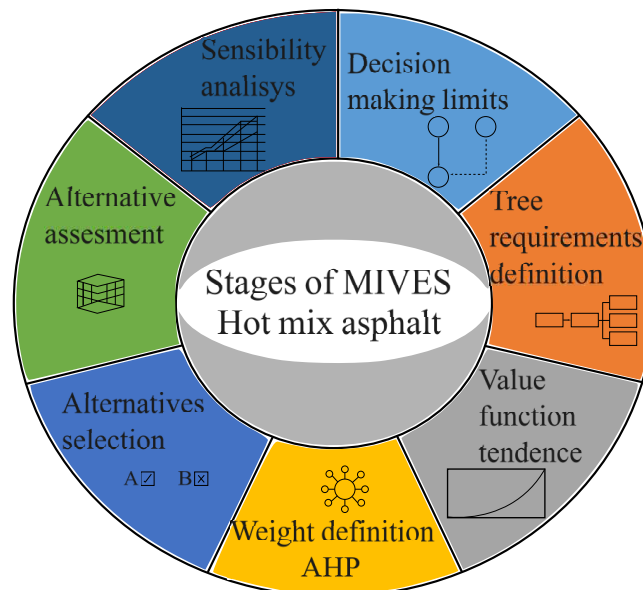 Sensibility
analisys
Decision
making limits
Tree
requirements
definition
Value
function
tendence
Weight definition
AHP
Alternatives
selection
A B
Alternative
assesment
Stages of MIVES
Hot mix asphalt